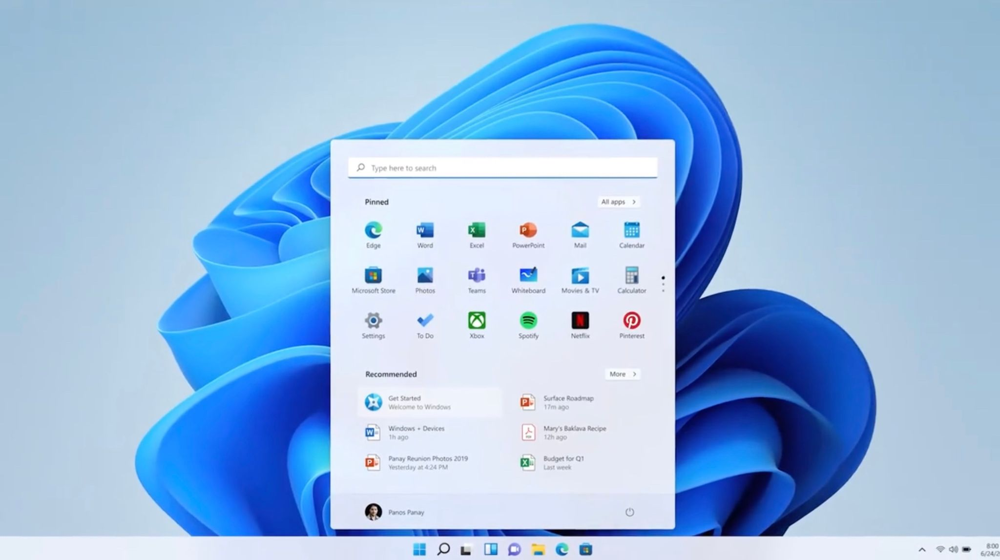 Type here to search
Pinned
All apps
Edge
Word
Excel
PowerPoint
Mail
Calendar
Microsoft Store
Photos
Teams
Whiteboard
Movies & TV
Calculator
Settings
To Do
Xbox
Spotify
Netflix
Pinterest
Recommended
More
Get Started
Welcome to Windows
Surface Roadmap
17m ago
Windows + Devices
1h ago
Mary's Baklava Recipe
12h ago
Panay Reunion Photos 2019
Yesterday at 4:24 PM
Budget for Q1
Last week
Panos Panay
8:00
6/24/20